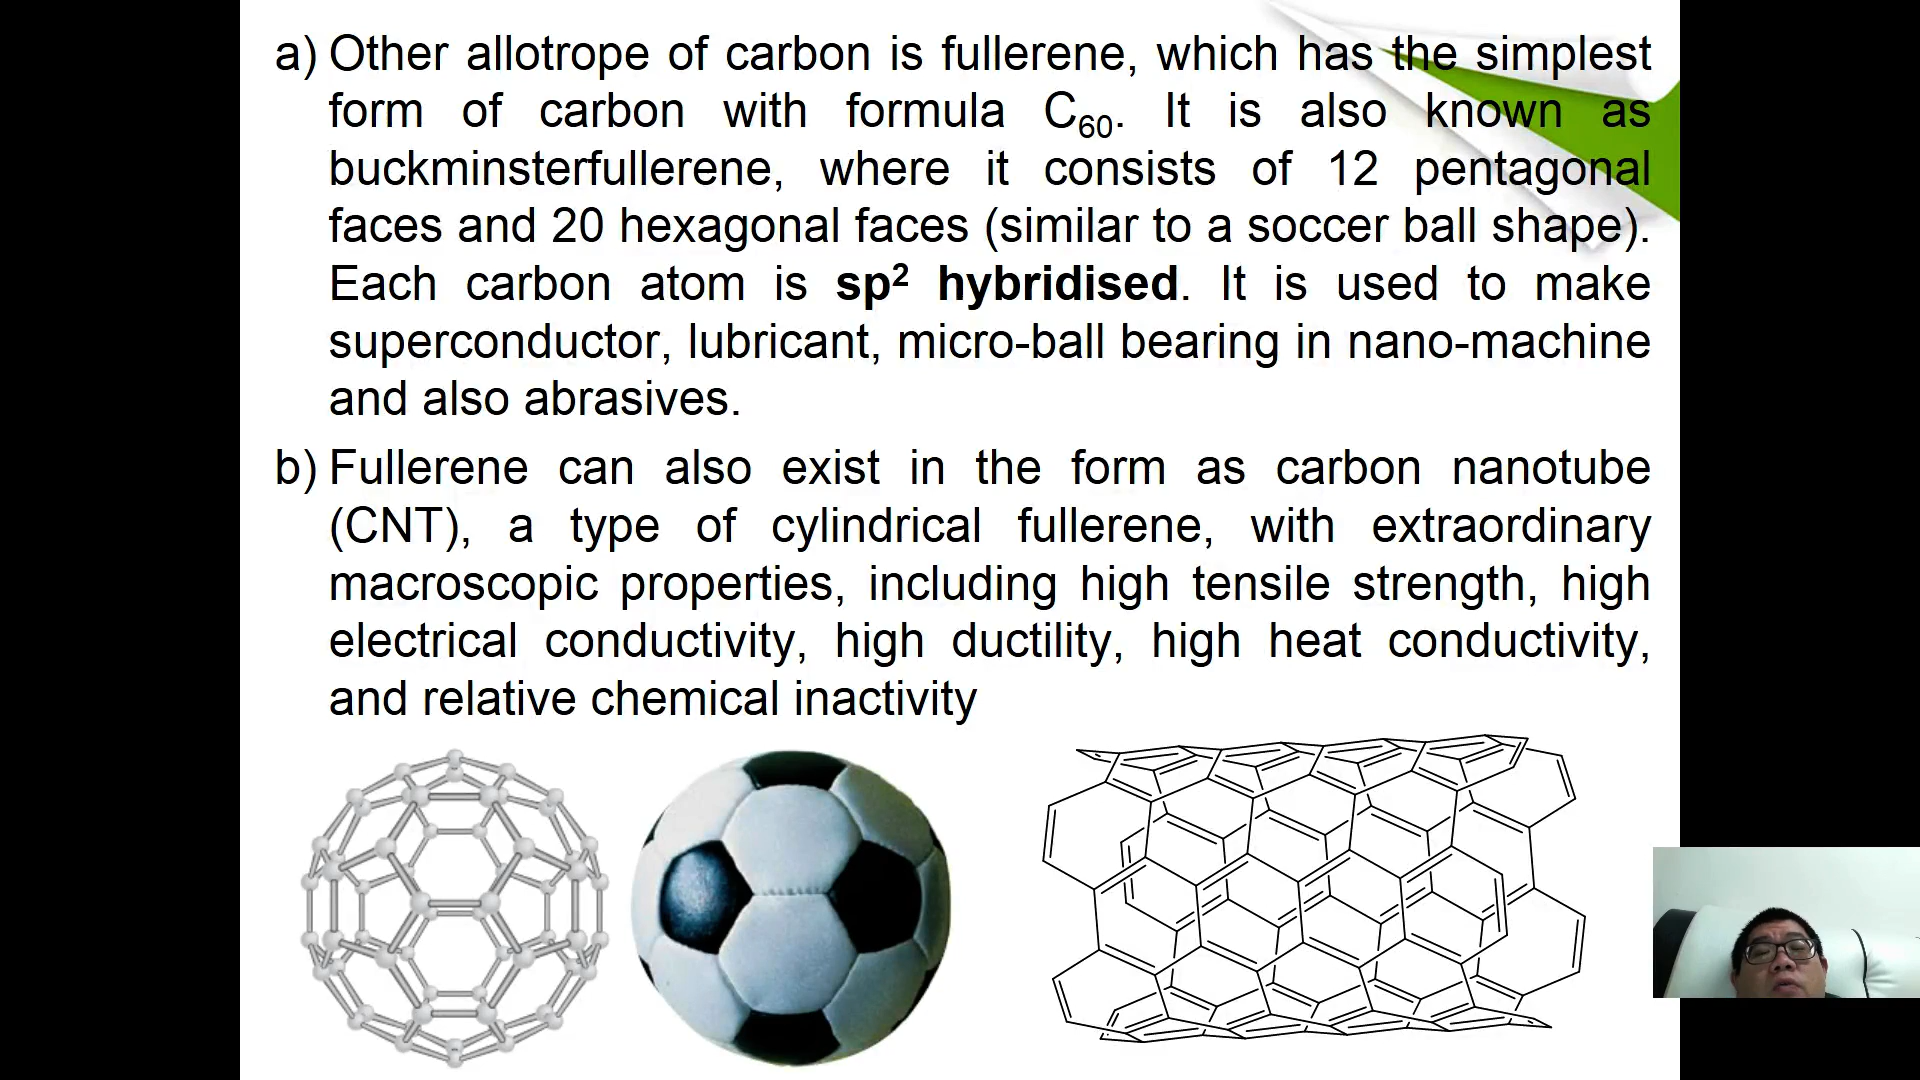 a) Other allotrope of carbon is fullerene, which has the simplest
form of carbon with formula C₆₀. It is also known as
buckminsterfullerene, where it consists of 12 pentagonal
faces and 20 hexagonal faces (similar to a soccer ball shape).
Each carbon atom is sp² hybridised. It is used to make
superconductor, lubricant, micro-ball bearing in nano-machine
and also abrasives.
b) Fullerene can also exist in the form as carbon nanotube
(CNT), a type of cylindrical fullerene, with extraordinary
macroscopic properties, including high tensile strength, high
electrical conductivity, high ductility, high heat conductivity,
and relative chemical inactivity